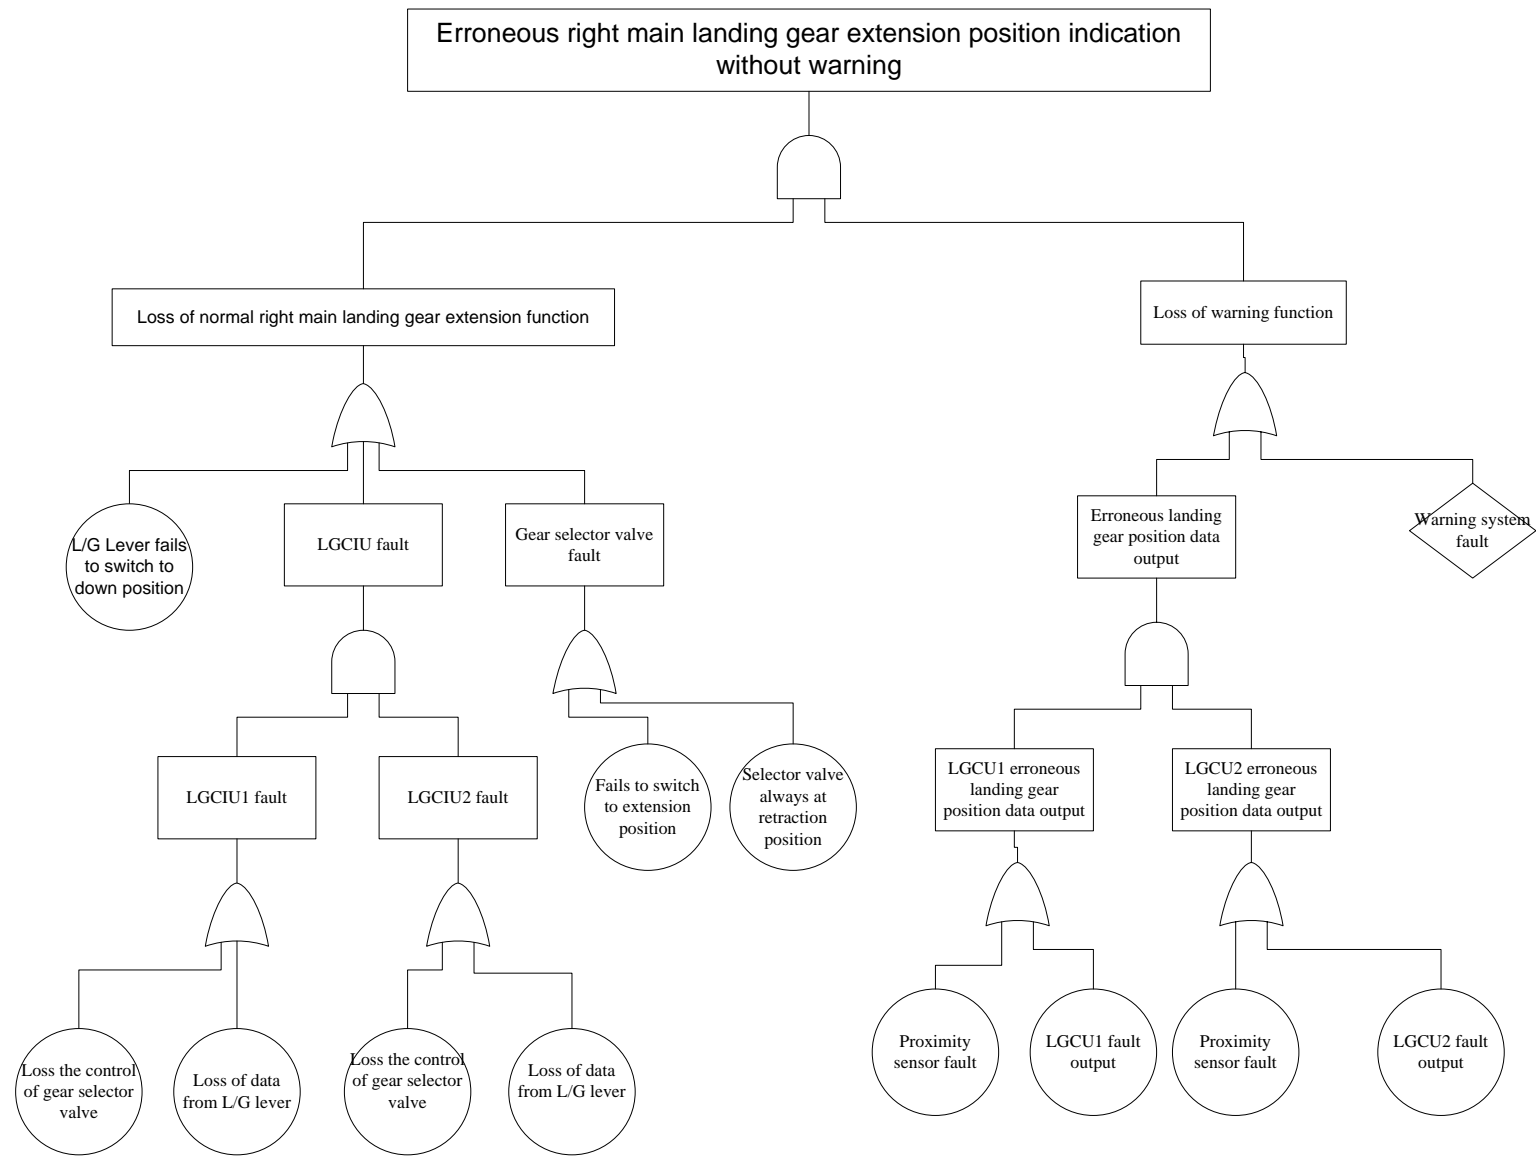 Erroneous right main landing gear extension position indication
without warning
Loss of normal right main landing gear extension function
Loss of warning function
L/G Lever fails
to switch to
down position
LGCIU fault
Gear selector valve
fault
Erroneous landing
gear position data
output
Warning system
fault
LGCIU1 fault
LGCIU2 fault
Fails to switch
to extension
position
Selector valve
always at
retraction
position
LGCU1 erroneous
landing gear
position data output
LGCU2 erroneous
landing gear
position data output
Loss the control
of gear selector
valve
Loss of data
from L/G lever
Loss the control
of gear selector
valve
Loss of data
from L/G lever
Proximity
sensor fault
LGCU1 fault
output
Proximity
sensor fault
LGCU2 fault
output